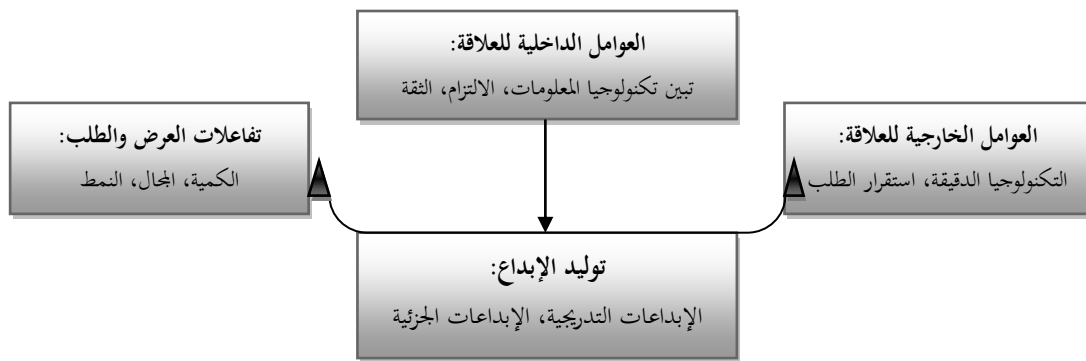 العوامل الداخلية للعلاقة:
تبين تكنولوجيا المعلومات، الالتزام، الثقة
العوامل الخارجية للعلاقة:
التكنولوجيا الدقيقة، استقرار الطلب
تفاعلات العرض والطلب:
الكمية، المجال، النمط
توليد الإبداع:
الإبداعات التدريجية، الإبداعات الجزئية